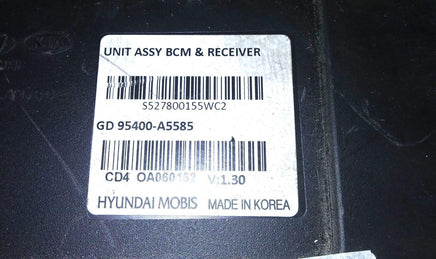 UNIT ASSY BCM & RECEIVER
S527800155WC2
GD 95400-A5585
CD4 OA060152 V:1.30
HYUNDAI MOBIS MADE IN KOREA